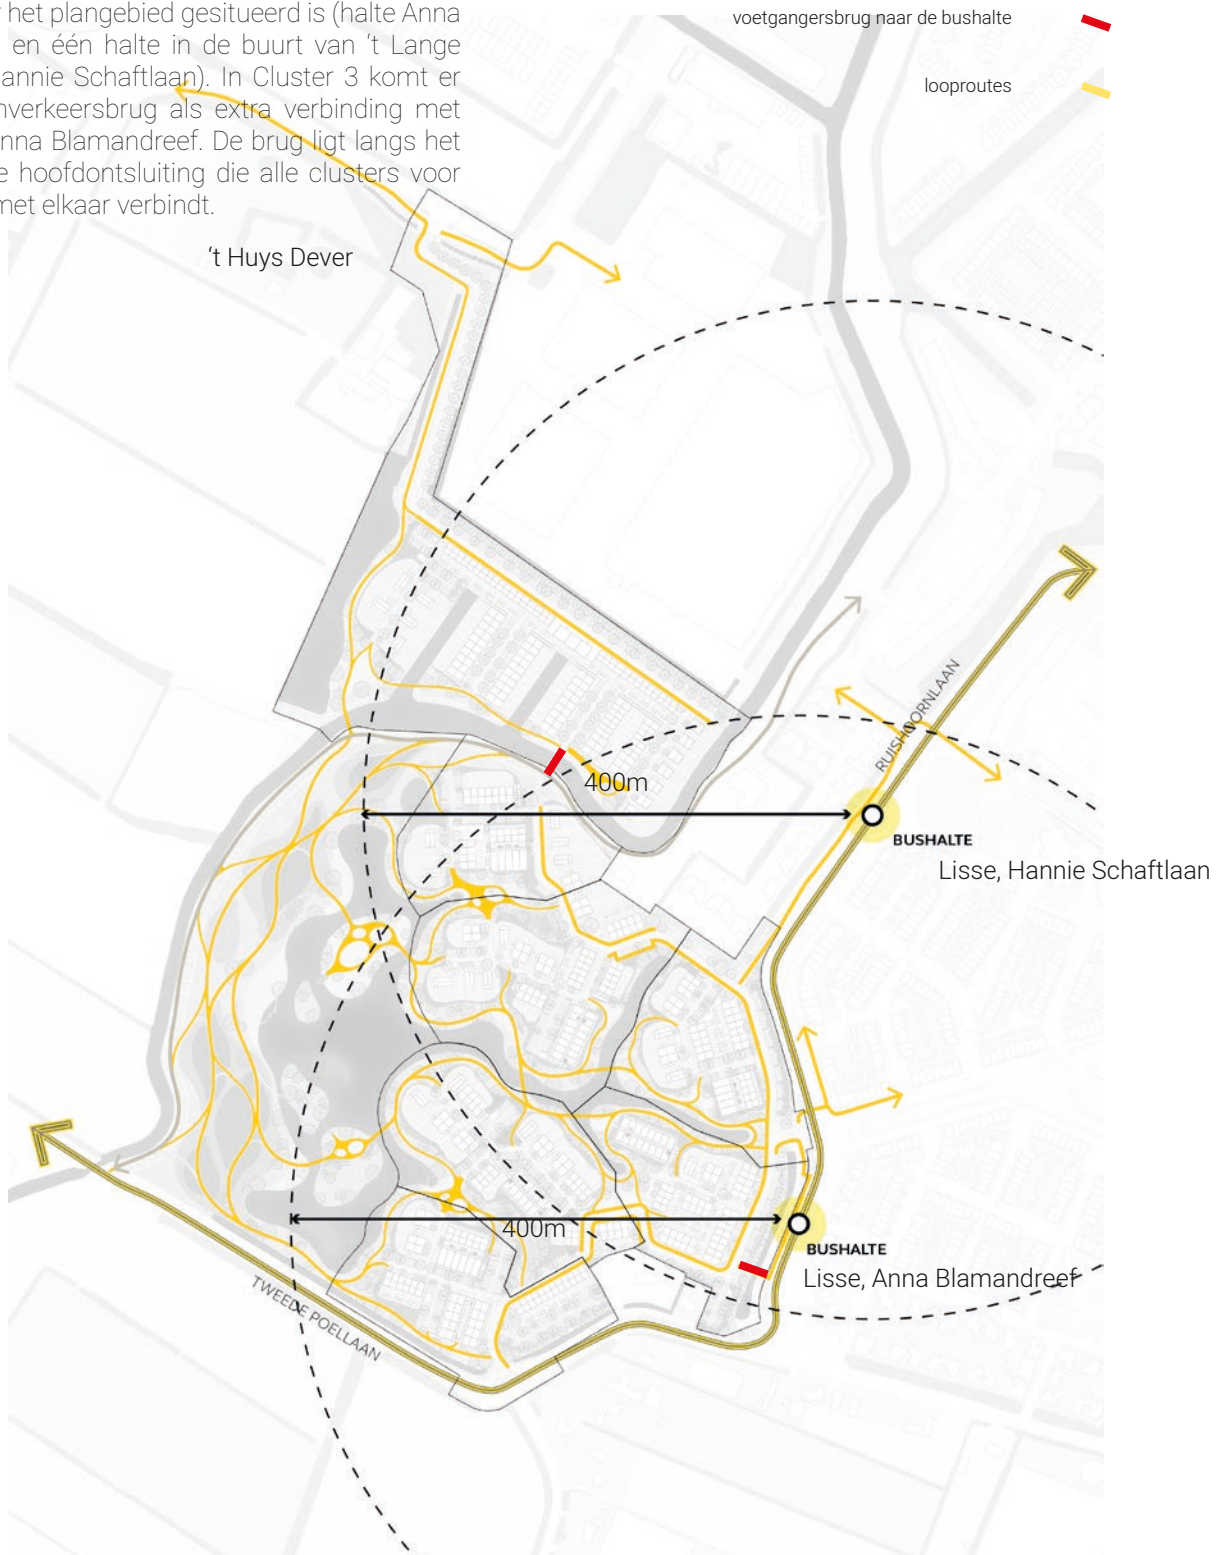 het plangebied gesitueerd is (halte Anna
en één halte in de buurt van ‘t Lange
annie Schaftlaan). In Cluster 3 komt er
nverkeersbrug als extra verbinding met
nna Blamandreef. De brug ligt langs het
e hoofdontsluiting die alle clusters voor
met elkaar verbindt.
voetgangersbrug naar de bushalte
looproutes
‘t Huys Dever
RUISHOORNLAAN
400m
BUSHALTE
Lisse, Hannie Schaftlaan
400m
BUSHALTE
Lisse, Anna Blamandreef
TWEEDE POELLAAN